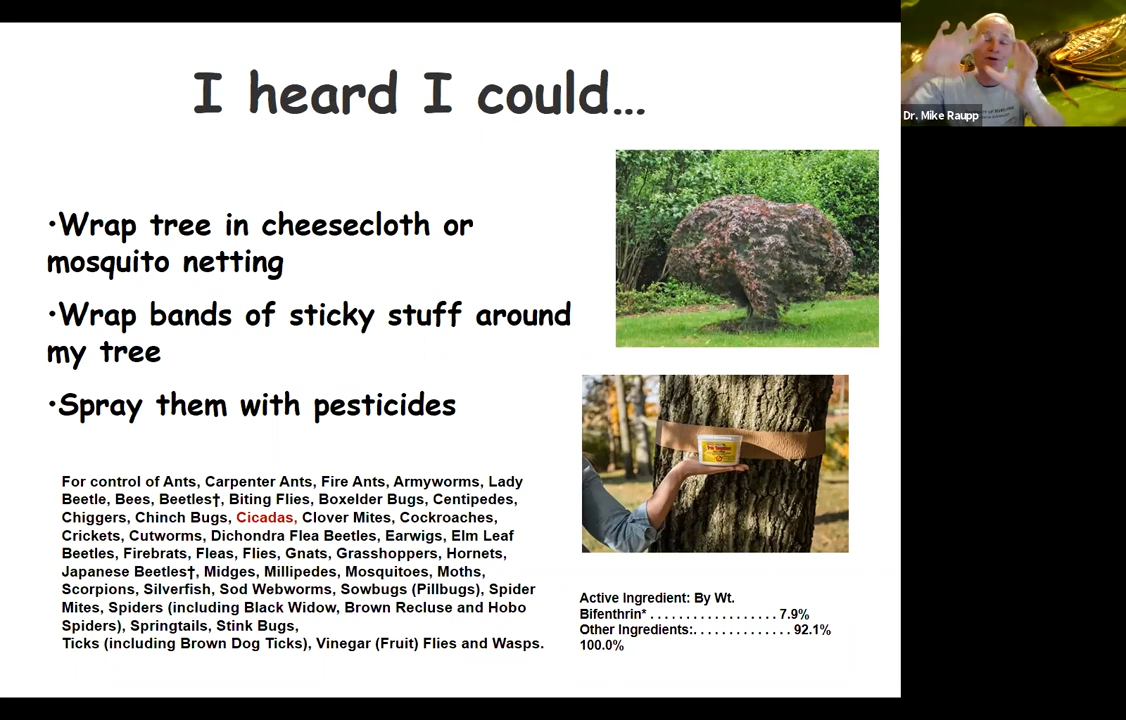 I heard I could…
•Wrap tree in cheesecloth or
mosquito netting
•Wrap bands of sticky stuff around
my tree
•Spray them with pesticides
For control of Ants, Carpenter Ants, Fire Ants, Armyworms, Lady
Beetle, Bees, Beetles†, Biting Flies, Boxelder Bugs, Centipedes,
Chiggers, Chinch Bugs, Cicadas, Clover Mites, Cockroaches,
Crickets, Cutworms, Dichondra Flea Beetles, Earwigs, Elm Leaf
Beetles, Firebrats, Fleas, Flies, Gnats, Grasshoppers, Hornets,
Japanese Beetles†, Midges, Millipedes, Mosquitoes, Moths,
Scorpions, Silverfish, Sod Webworms, Sowbugs (Pillbugs), Spider
Mites, Spiders (including Black Widow, Brown Recluse and Hobo
Spiders), Springtails, Stink Bugs,
Ticks (including Brown Dog Ticks), Vinegar (Fruit) Flies and Wasps.
Active Ingredient: By Wt.
Bifenthrin* . . . . . . . . . . . . . . . . . . 7.9%
Other Ingredients:. . . . . . . . . . . . . . 92.1%
100.0%
Dr. Mike Raupp